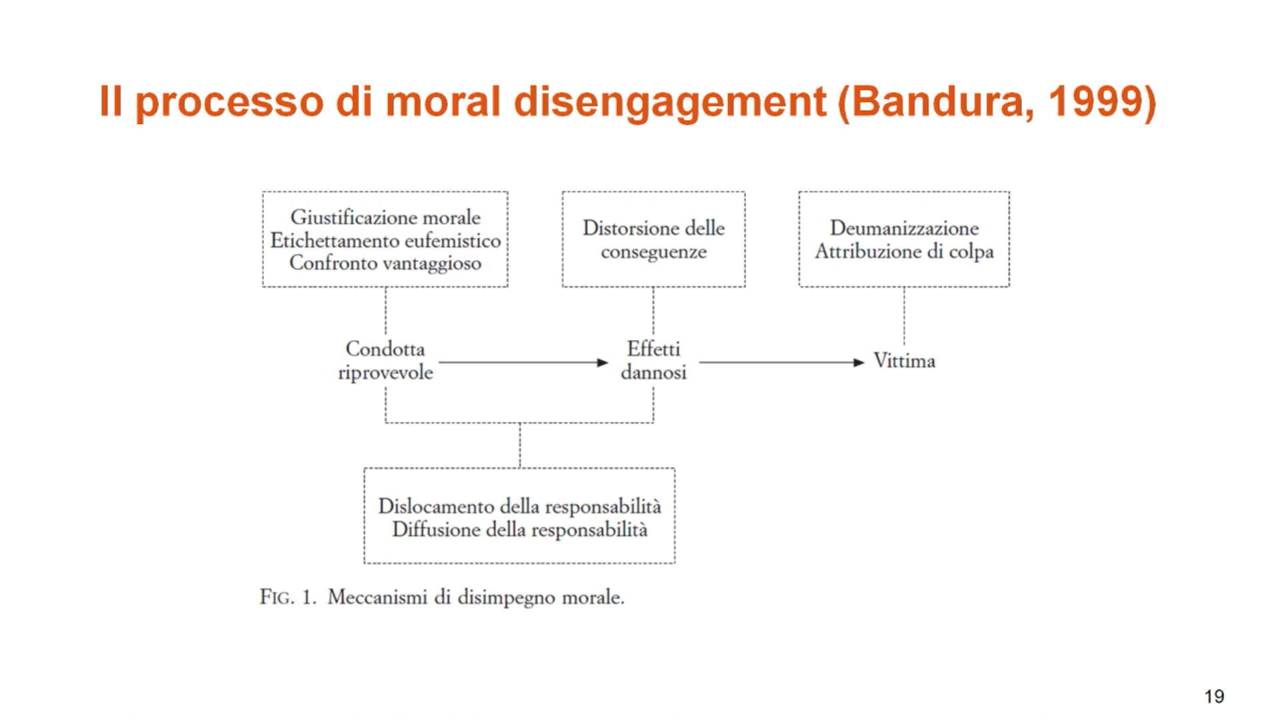 Il processo di moral disengagement (Bandura, 1999)
Giustificazione morale
Etichettamento eufemistico
Confronto vantaggioso
Distorsione delle
conseguenze
Deumanizzazione
Attribuzione di colpa
Condotta
riprovevole
Effetti
dannosi
Vittima
Dislocamento della responsabilità
Diffusione della responsabilità
FIG. 1. Meccanismi di disimpegno morale.
19